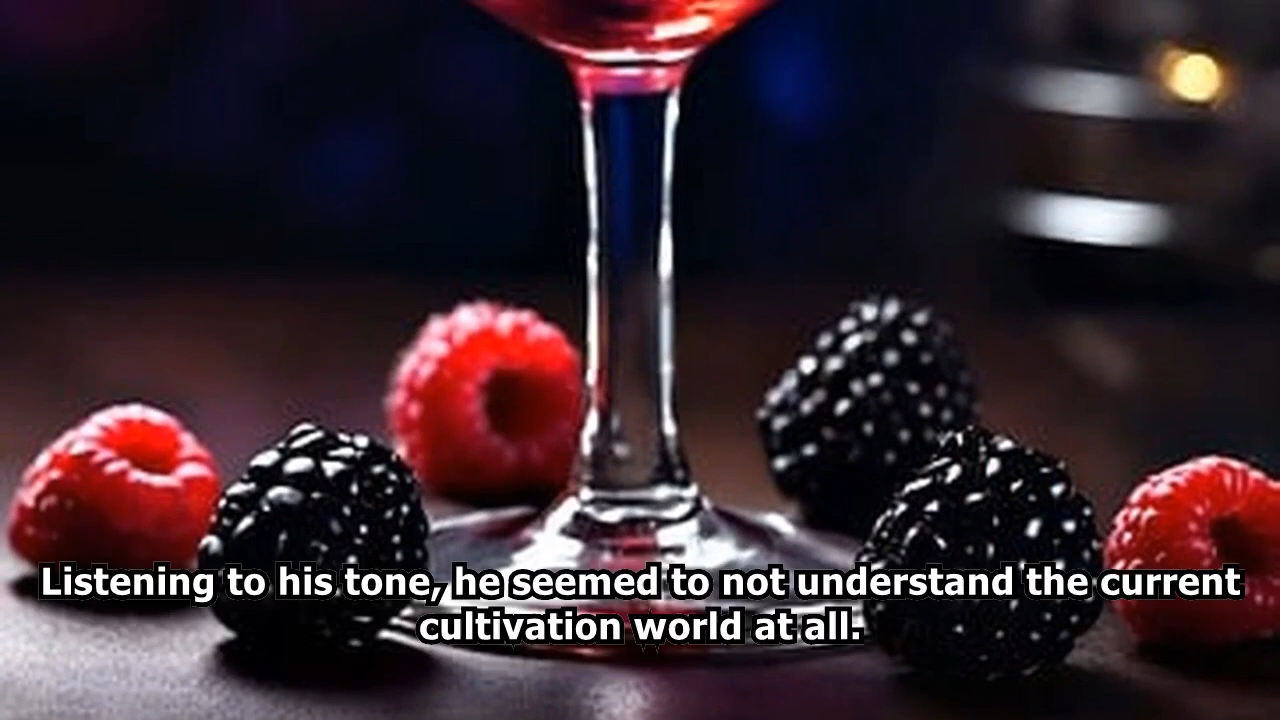 Listening to his tone, he seemed to not understand the current
cultivation world at all.